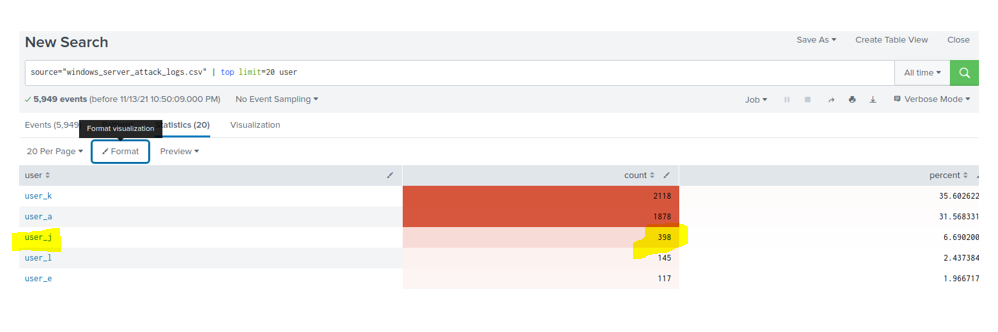 New Search
Save As ▾ Create Table View Close
source="windows_server_attack_logs.csv" | top limit=20 user
All time ▾
✓ 5,949 events (before 11/13/21 10:50:09.000 PM) No Event Sampling ▾
Job ▾ Verbose Mode ▾
Events (5,949 Statistics (20) Visualization
Format visualization
20 Per Page ▾ Format Preview ▾
user count percent
user_k 2118 35.602622
user_a 1878 31.568331
user_j 398 6.690200
user_l 145 2.437384
user_e 117 1.966717